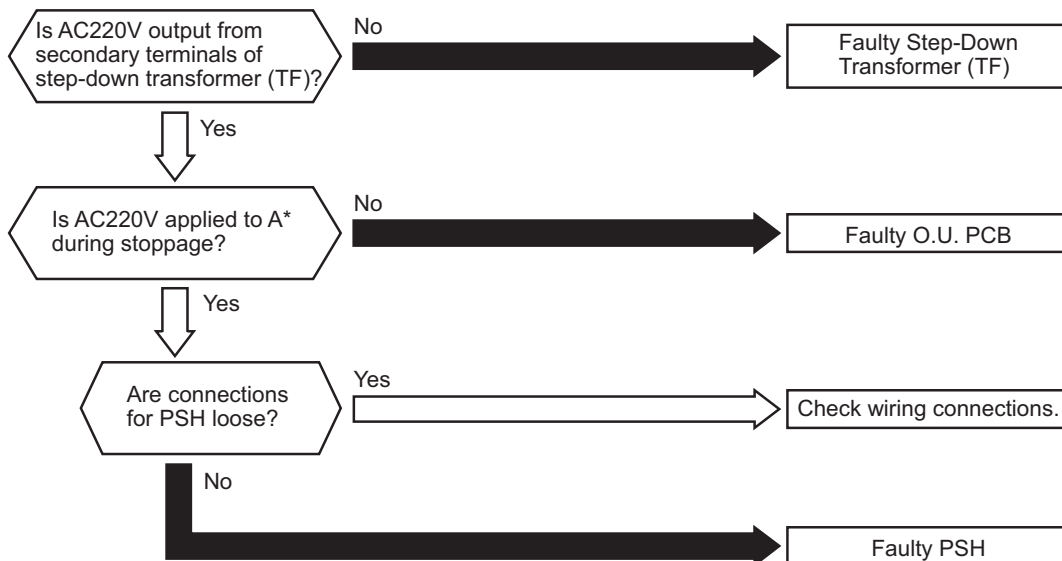 Is AC220V output from
secondary terminals of
step-down transformer (TF)?
No
Faulty Step-Down
Transformer (TF)
Yes
Is AC220V applied to A*
during stoppage?
No
Faulty O.U. PCB
Yes
Are connections
for PSH loose?
Yes
Check wiring connections.
No
Faulty PSH